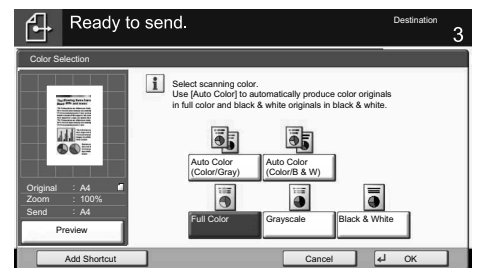 Ready to send.
Destination
3
Color Selection
i
Select scanning color.
Use [Auto Color] to automatically produce color originals
in full color and black & white originals in black & white.
Auto Color
(Color/Gray)
Auto Color
(Color/B & W)
Original : A4
Zoom : 100%
Send : A4
Full Color
Grayscale
Black & White
Preview
Add Shortcut
Cancel
OK